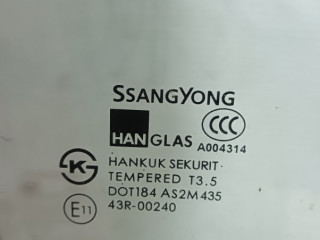 SSANGYONG
HANGLAS CCC
A004314
K S HANKUK SEKURIT
TEMPERED T3.5
DOT184 AS2M435
E11 43R-00240